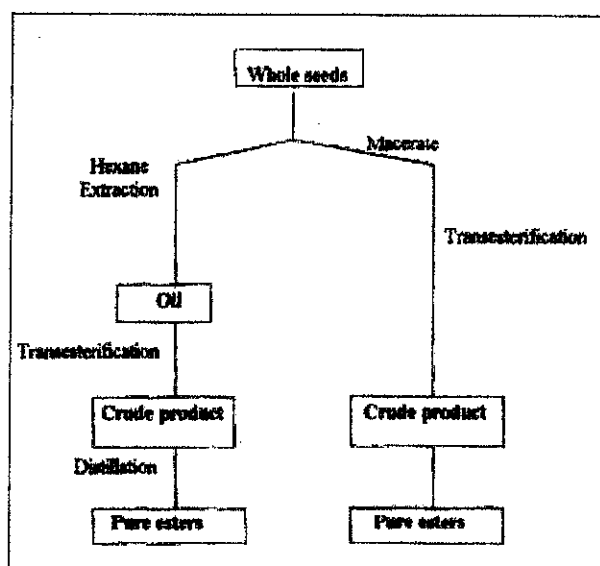 Whole seeds
Macerate
Hexane
Extraction
Transesterification
Oil
Transesterification
Crude product
Crude product
Distillation
Pure esters
Pure esters